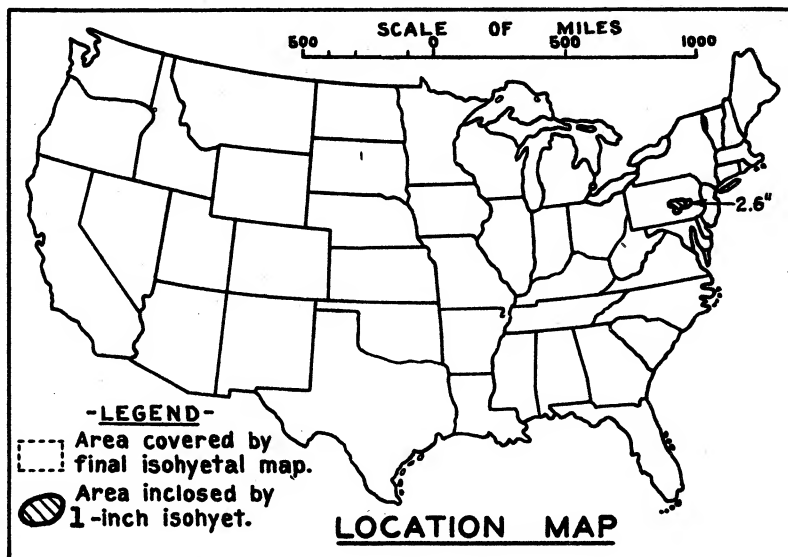 SCALE OF MILES
500 0 500 1000
2.6"
-LEGEND-
Area covered by
final isohyetal map.
Area inclosed by
1-inch isohyet.
LOCATION MAP